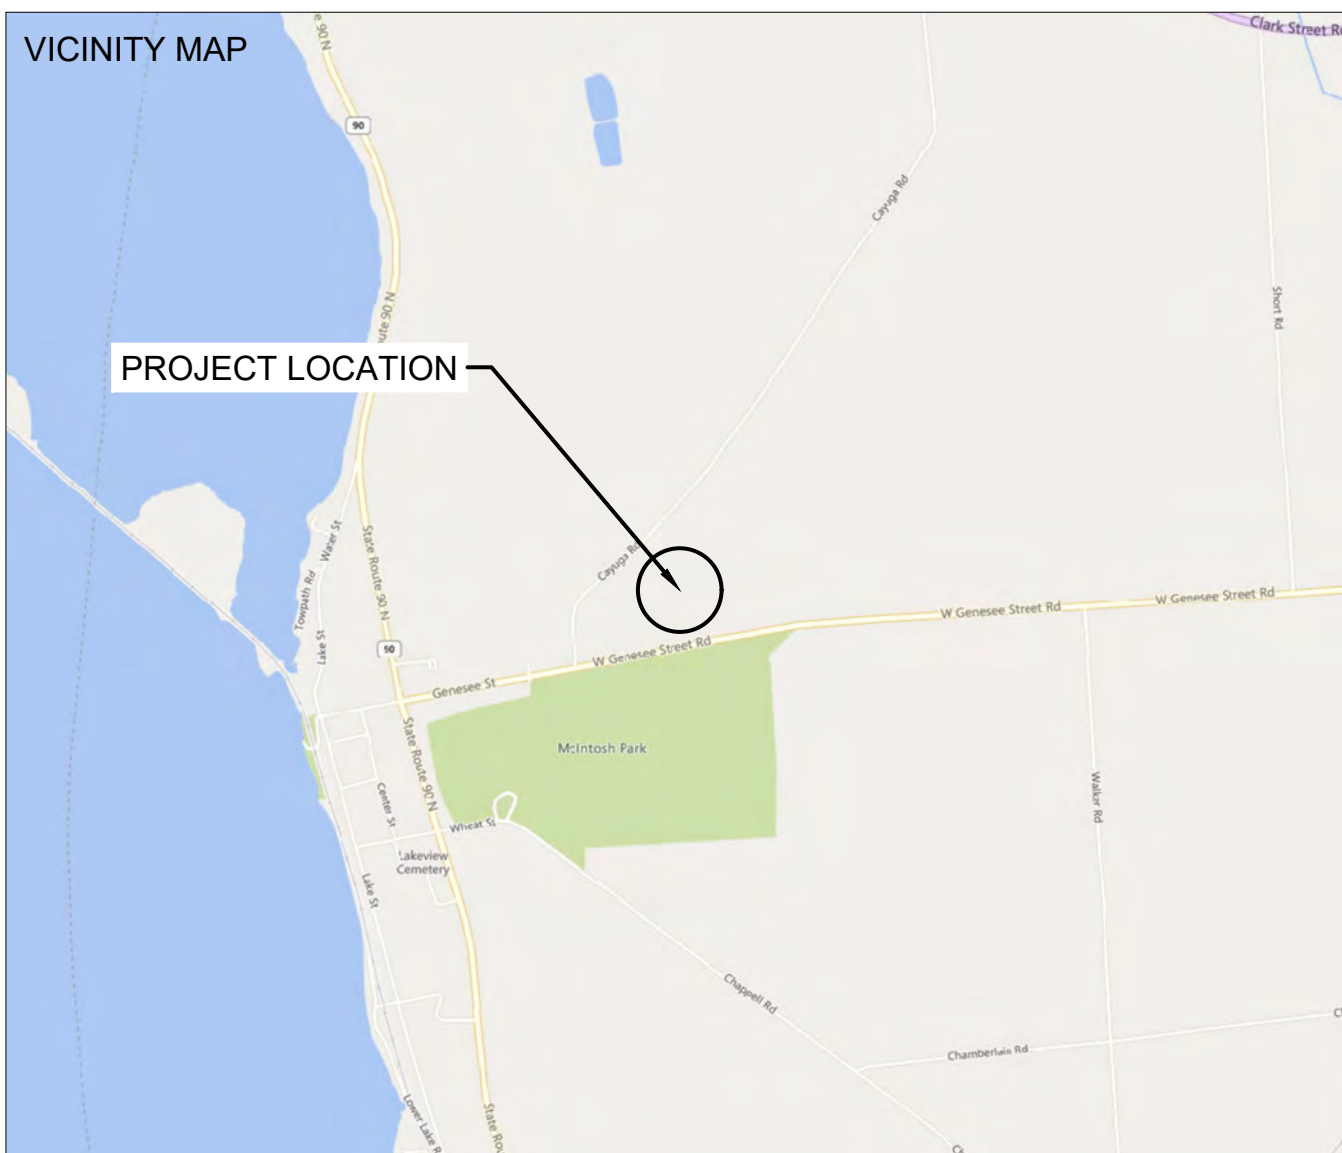 VICINITY MAP
Clark Street R
e 90 N
90
Cayuga Rd
Short Rd
oute 90 N
PROJECT LOCATION
Water St
State Route 90 N
Cayuga Rd
Towpath Rd
W Genesee Street Rd
W Genesee Street Rd
Lake St
90
W Genesee Street Rd
Genesee St
McIntosh Park
State Route 90 N
Center St
Walker Rd
Wheat St
Lakeview
Cemetery
Lake St
Chappell Rd
C
Chamberlain Rd
Lower Lake R
State Rou
C